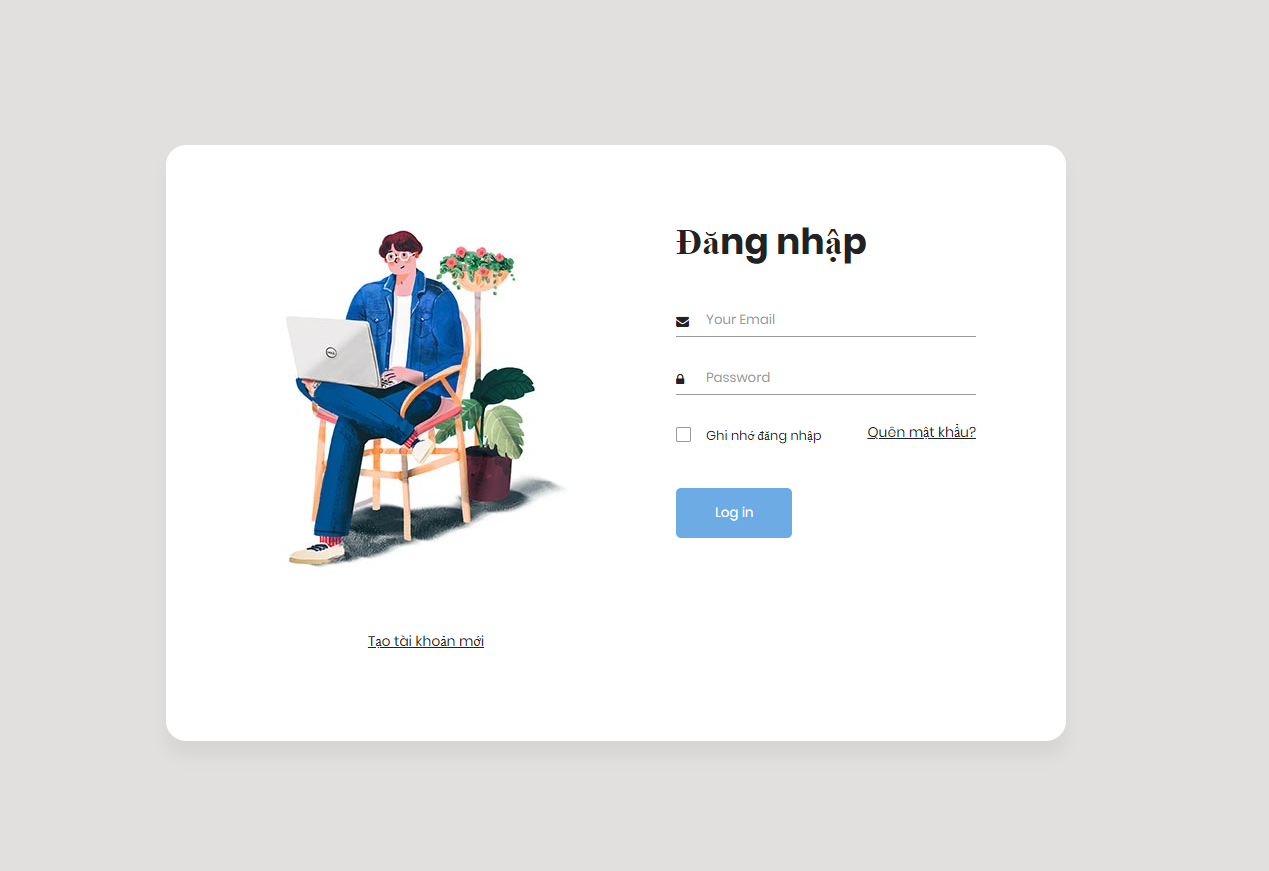 Đăng nhập
Your Email
Password
Ghi nhớ đăng nhập
Quên mật khẩu?
Log in
Tạo tài khoản mới